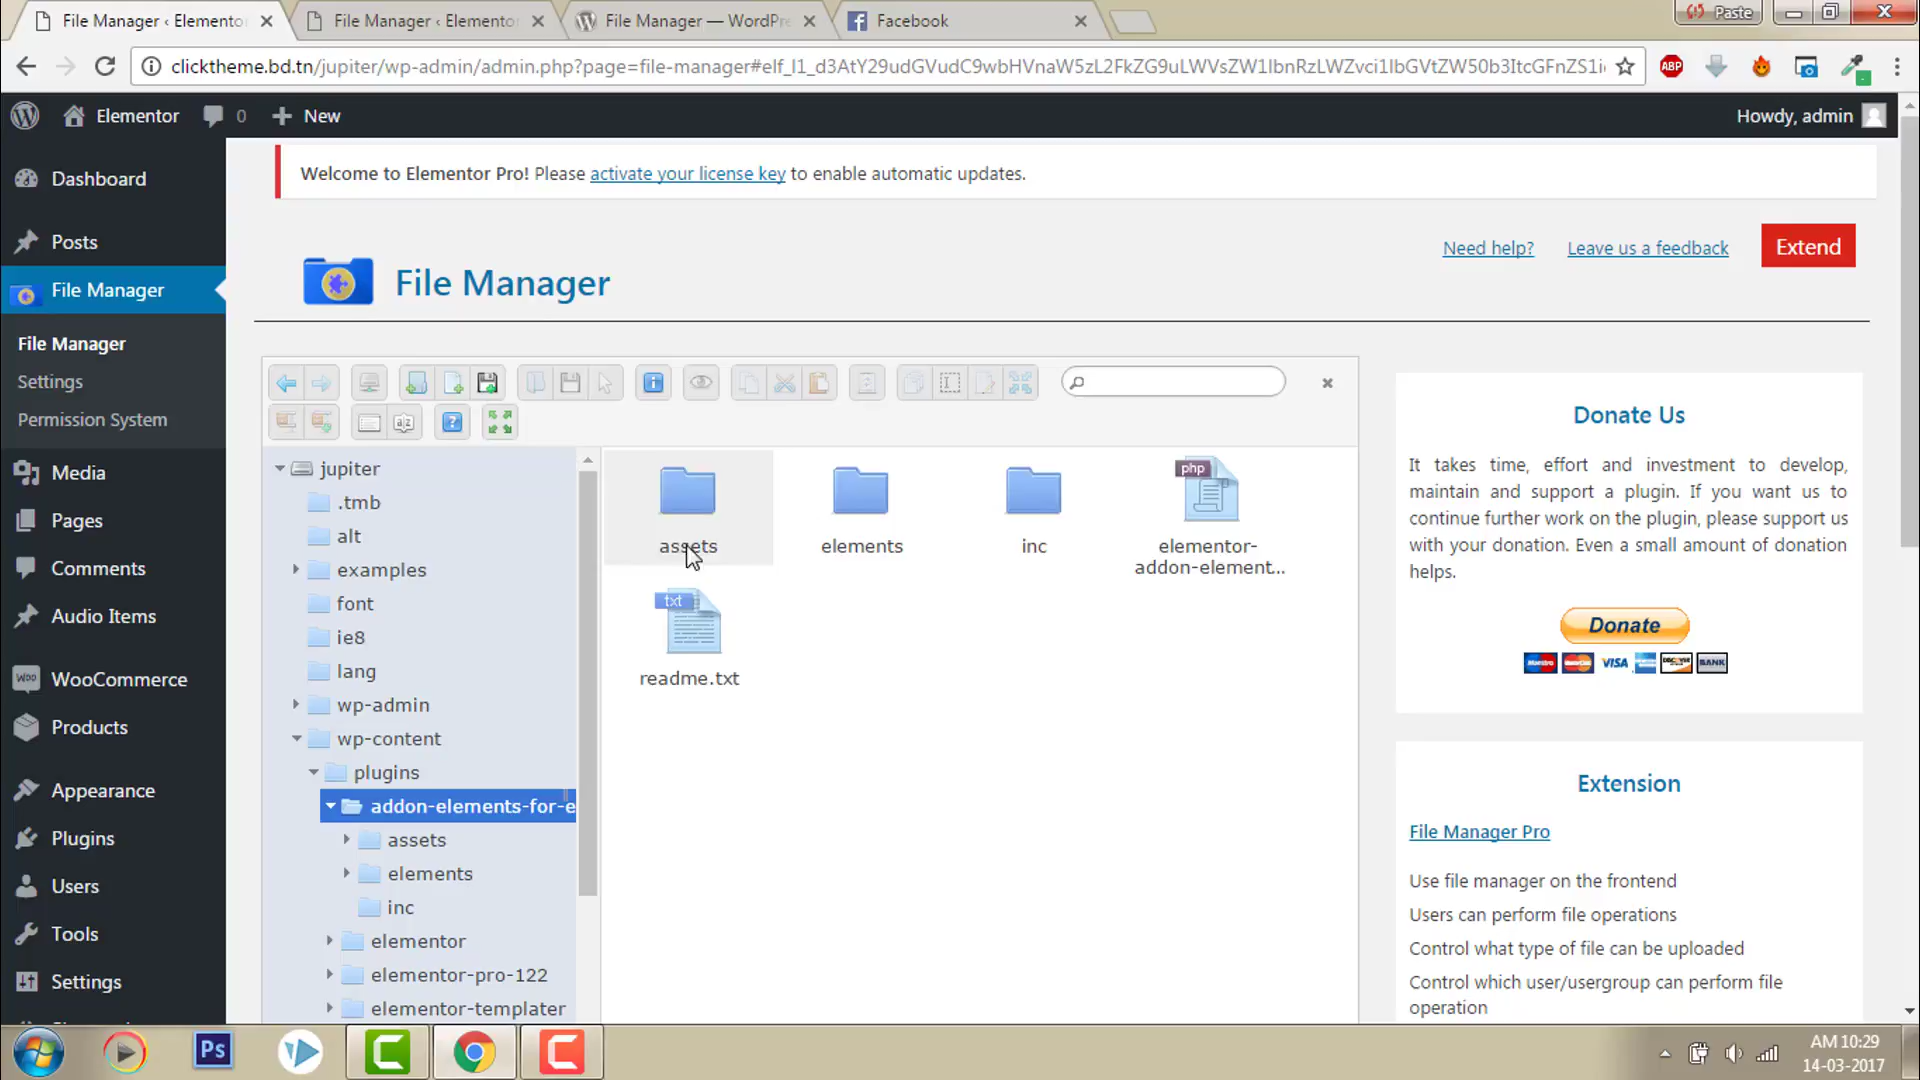 File Manager ‹ Elementor
File Manager ‹ Elementor
File Manager — WordPre
Facebook
Paste
clicktheme.bd.tn/jupiter/wp-admin/admin.php?page=file-manager#elf_l1_
ABP
Elementor
0
New
Howdy, admin
Welcome to Elementor Pro! Please activate your license key to enable automatic updates.
Dashboard
Posts
File Manager
File Manager
Settings
Permission System
Media
Pages
Comments
Audio Items
WooCommerce
Products
Appearance
Plugins
Users
Tools
Settings
Need help?
Leave us a feedback
Extend
File Manager
jupiter
.tmb
alt
examples
font
ie8
lang
wp-admin
wp-content
plugins
addon-elements-for-e
assets
elements
inc
elementor
elementor-pro-122
elementor-templater
assets
elements
inc
php
elementor-
addon-element...
txt
readme.txt
Donate Us
It takes time, effort and investment to develop,
maintain and support a plugin. If you want us to
continue further work on the plugin, please support us
with your donation. Even a small amount of donation
helps.
Donate
VISA
BANK
Extension
File Manager Pro
Use file manager on the frontend
Users can perform file operations
Control what type of file can be uploaded
Control which user/usergroup can perform file
operation
Ps
AM 10:29
14-03-2017